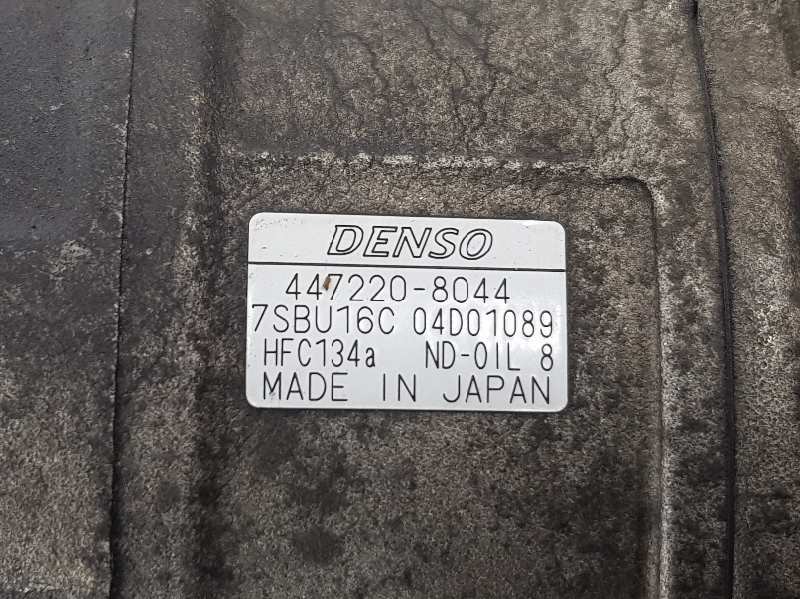 DENSO
447220-8044
7SBU16C 04D01089
HFC134a ND-OIL 8
MADE IN JAPAN